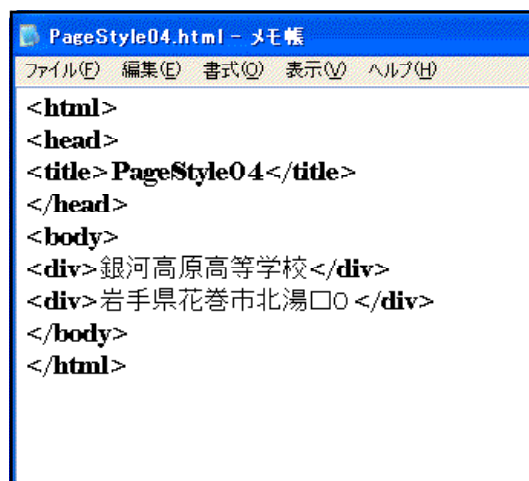 PageStyle04.html - メモ帳
ファイル(F) 編集(E) 書式(O) 表示(V) ヘルプ(H)
<html>
<head>
<title>PageStyle04</title>
</head>
<body>
<div>銀河高原高等学校</div>
<div>岩手県花巻市北湯口0</div>
</body>
</html>